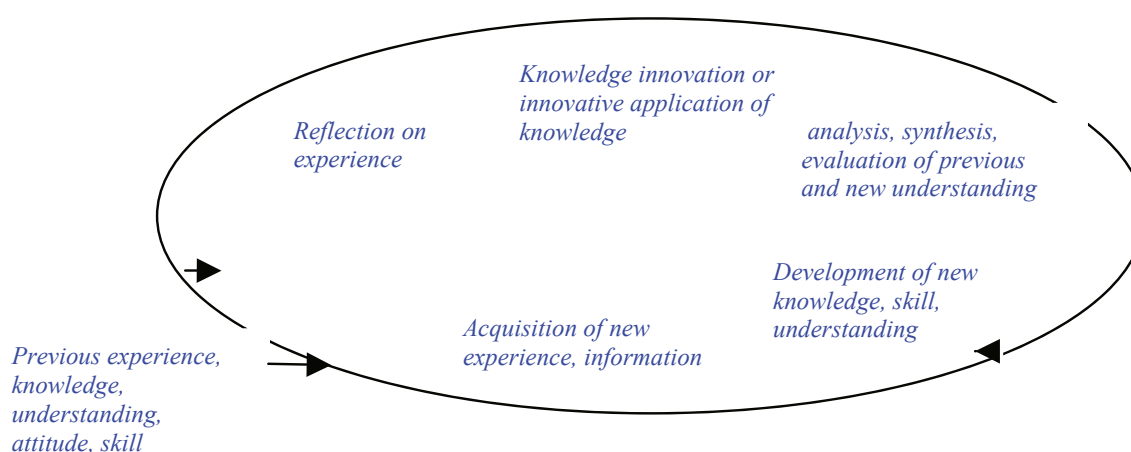 Knowledge innovation or
innovative application of
knowledge
Reflection on
experience
analysis, synthesis,
evaluation of previous
and new understanding
Development of new
knowledge, skill,
understanding
Acquisition of new
experience, information
Previous experience,
knowledge,
understanding,
attitude, skill